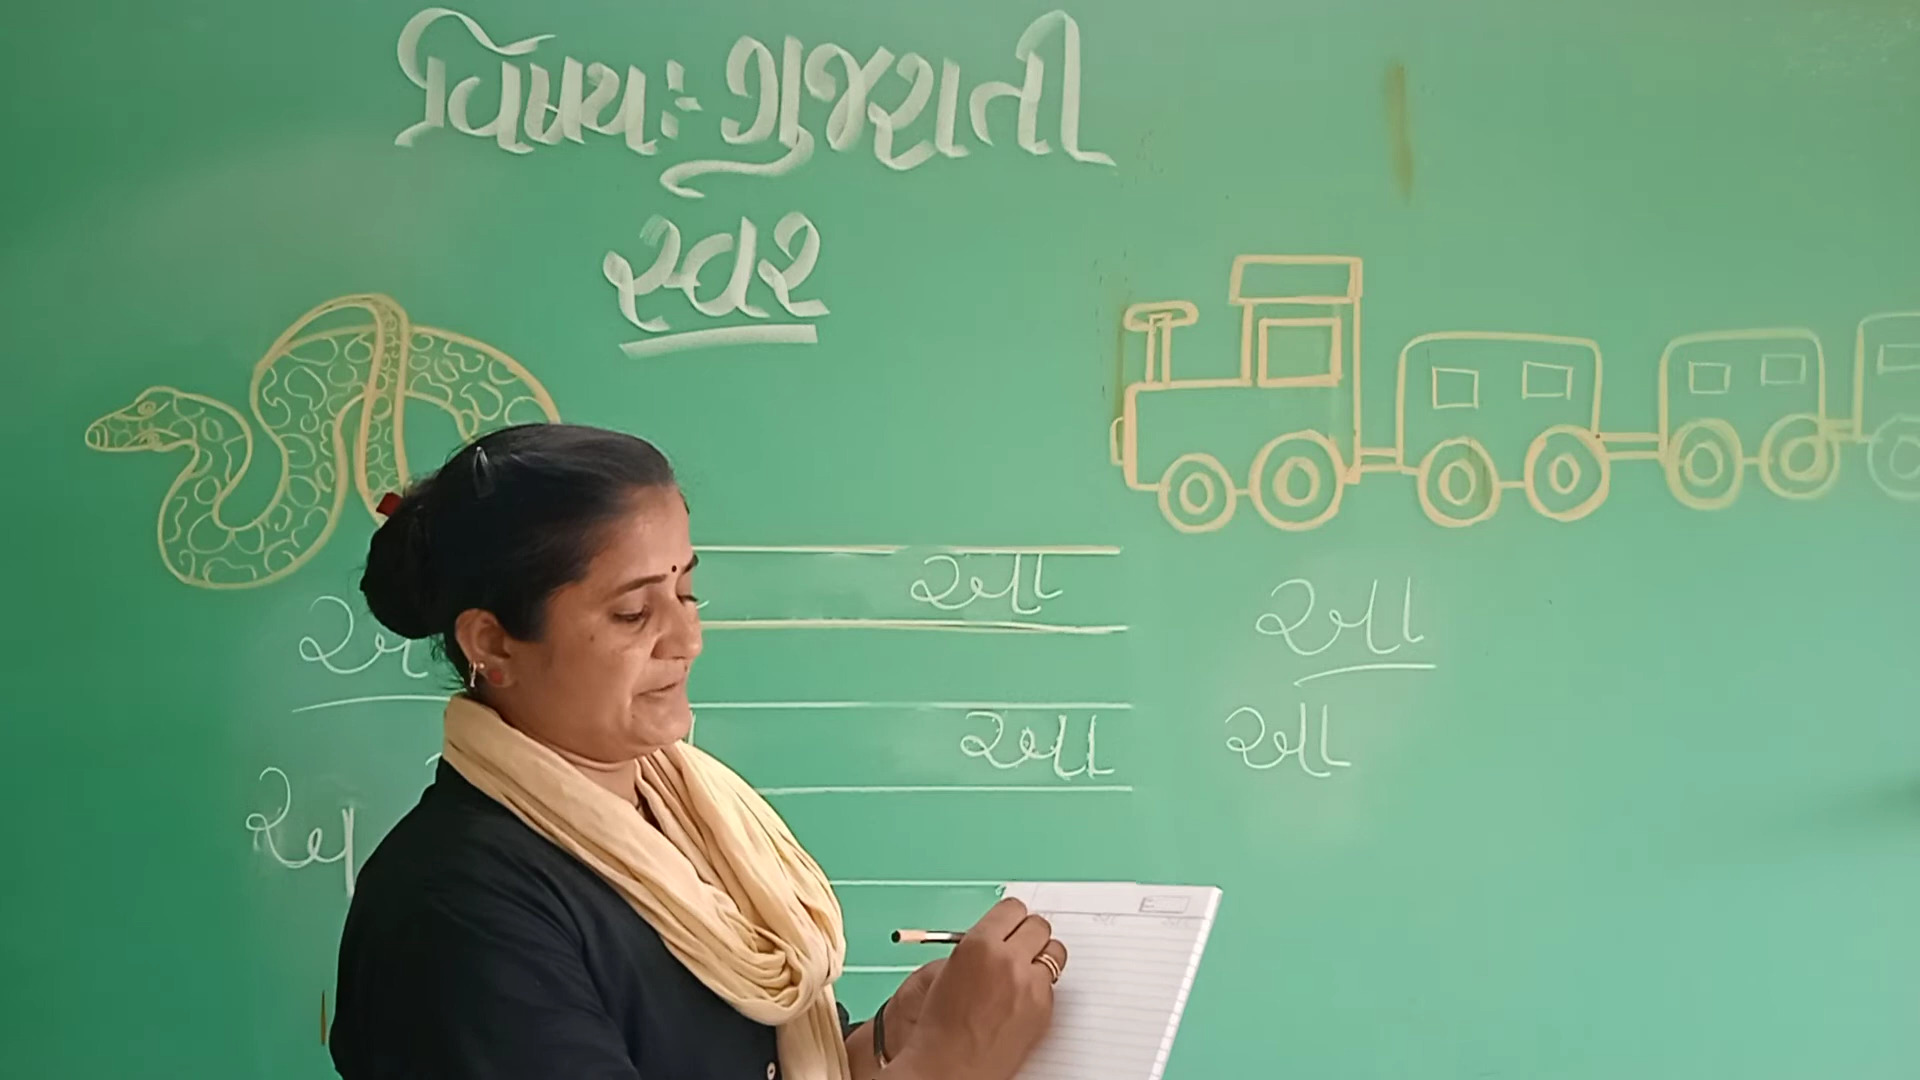 વિષય:- ગુજરાતી
સ્વર
આ
આ
આ
આ